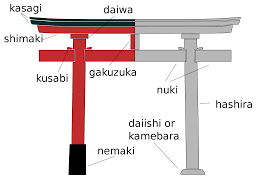 kasagi
daiwa
shimaki
kusabi
gakuzuka
nuki
hashira
daiishi or
kamebara
nemaki